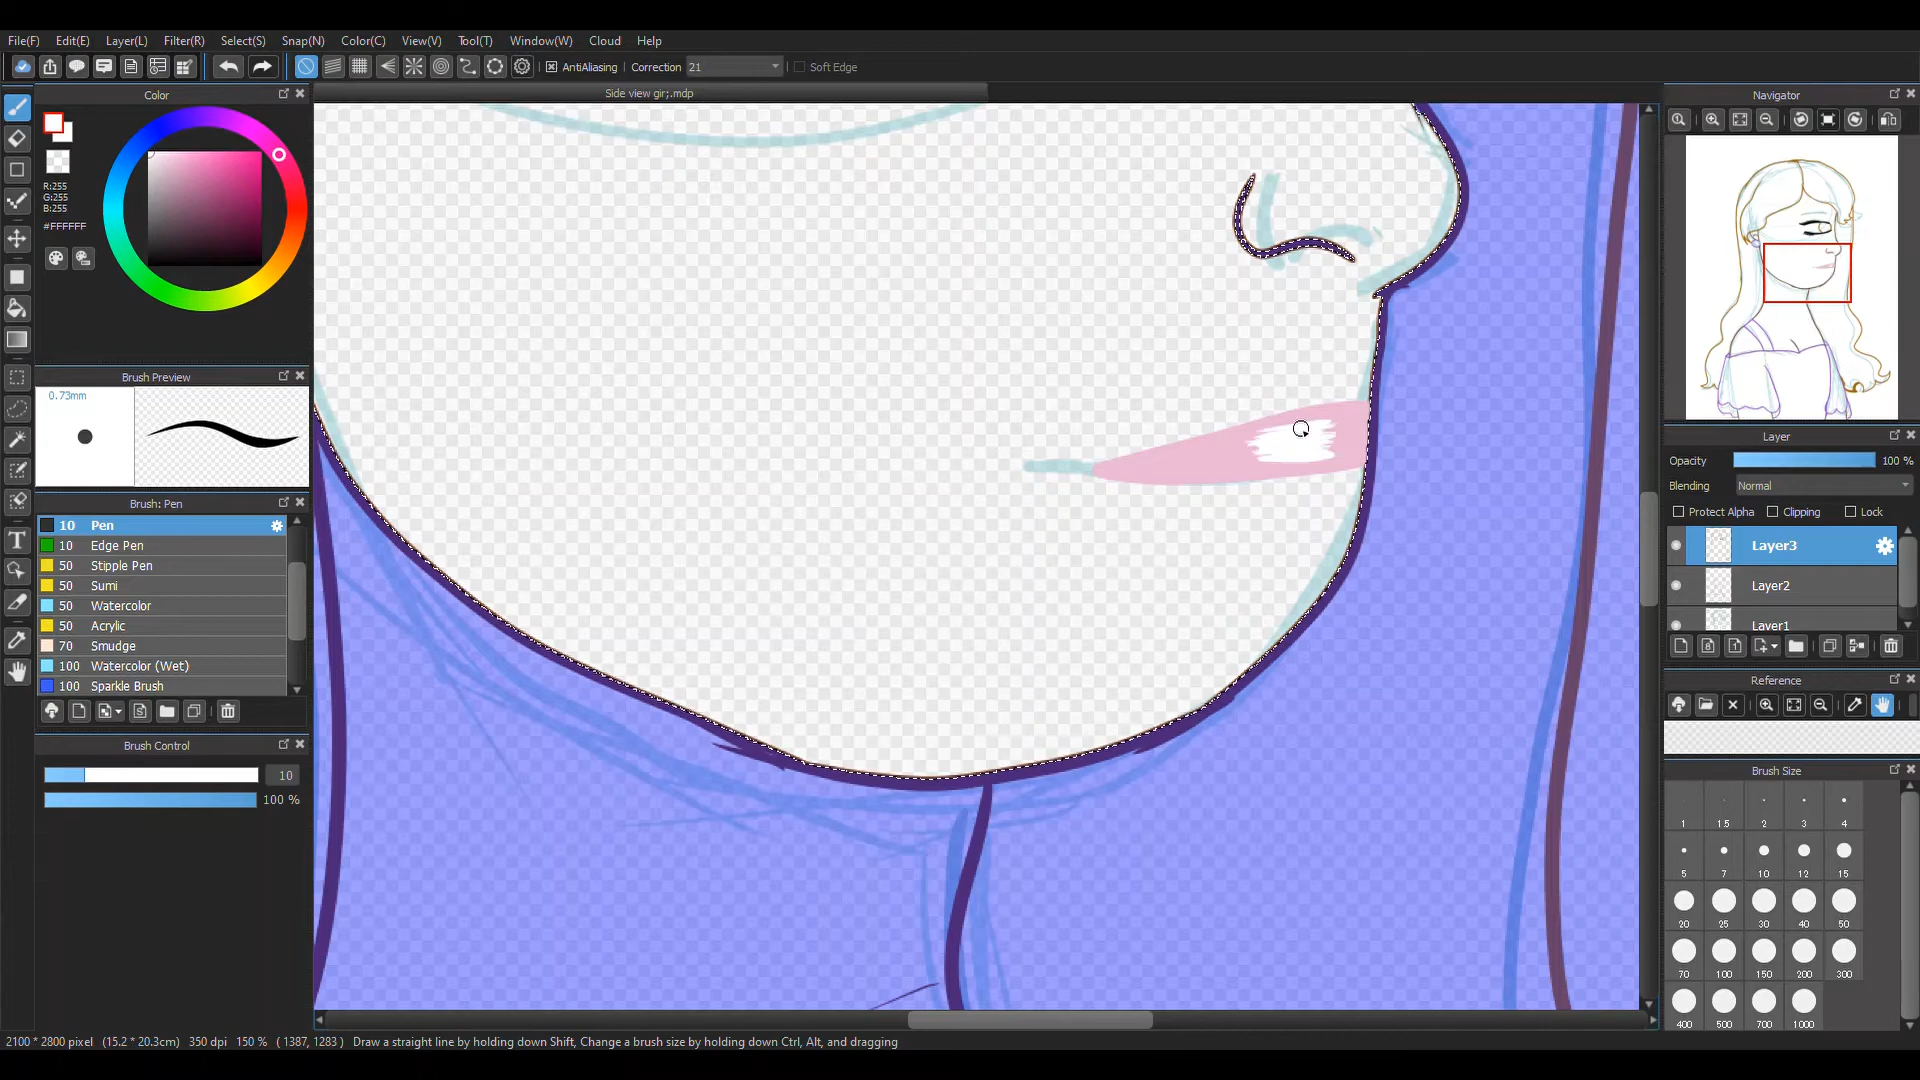 File(F) Edit(E) Layer(L) Filter(R) Select(S) Snap(N) Color(C) View(V) Tool(T) Window(W) Cloud Help
AntiAliasing Correction 21 Soft Edge
Color
Side view gir;.mdp
Navigator
R:255
G:255
B:255
#FFFFFF
Brush Preview
0.73mm
Brush: Pen
10 Pen
10 Edge Pen
50 Stipple Pen
50 Sumi
50 Watercolor
50 Acrylic
70 Smudge
100 Watercolor (Wet)
100 Sparkle Brush
Brush Control
10
100 %
Layer
Opacity 100 %
Blending Normal
Protect Alpha Clipping Lock
Layer3
Layer2
Layer1
Reference
Brush Size
1 1.5 2 3 4
5 7 10 12 15
20 25 30 40 50
70 100 150 200 300
400 500 700 1000
2100 * 2800 pixel (15.2 * 20.3cm) 350 dpi 150 % ( 1387, 1283 ) Draw a straight line by holding down Shift, Change a brush size by holding down Ctrl, Alt, and dragging